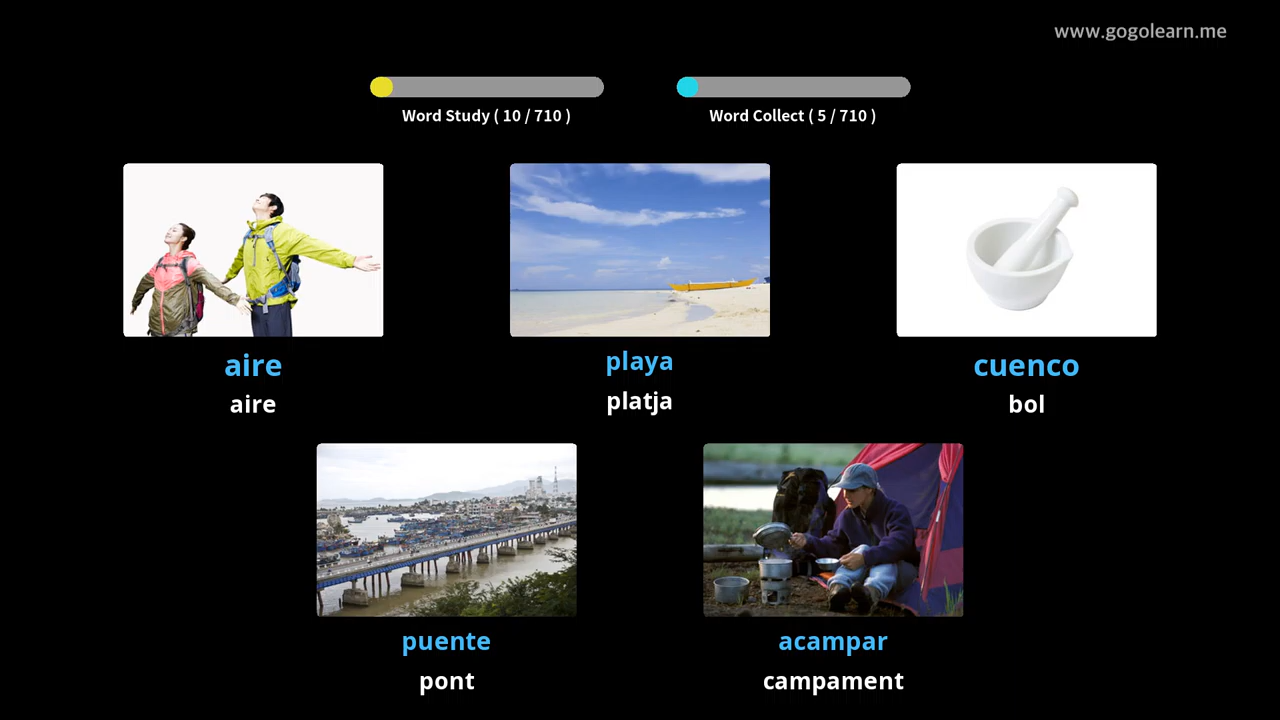 www.gogolearn.me
Word Study ( 10 / 710 )
Word Collect ( 5 / 710 )
aire
aire
playa
platja
cuenco
bol
puente
pont
acampar
campament